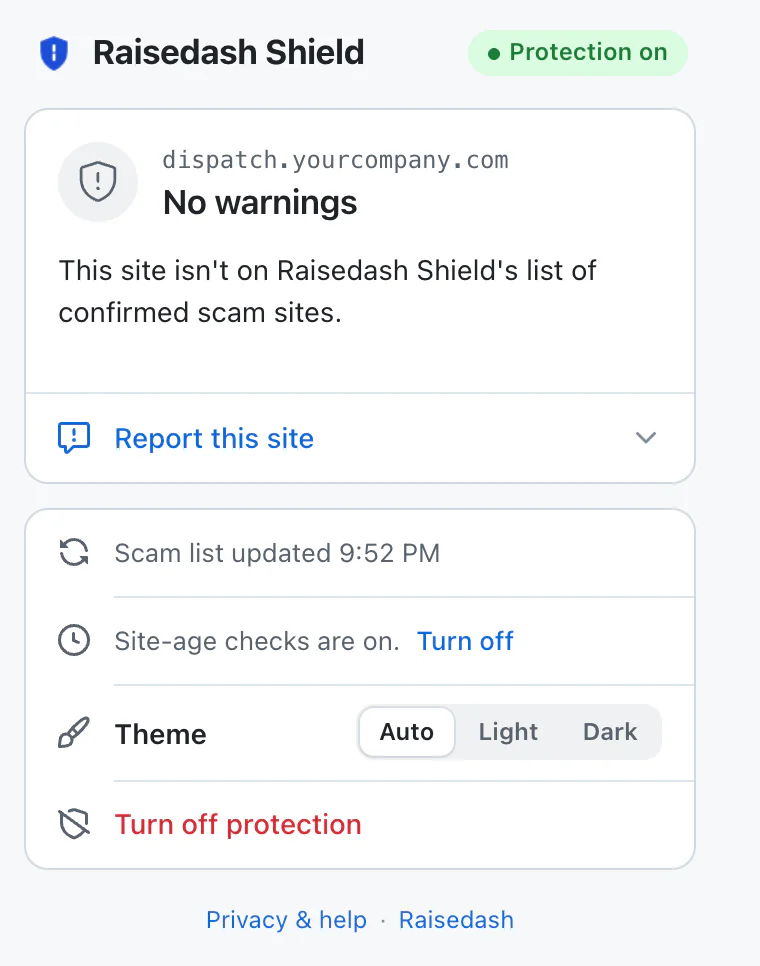 Raisedash Shield
Protection on
dispatch.yourcompany.com
No warnings
This site isn't on Raisedash Shield's list of
confirmed scam sites.
Report this site
Scam list updated 9:52 PM
Site-age checks are on. Turn off
Theme
Auto
Light
Dark
Turn off protection
Privacy & help · Raisedash